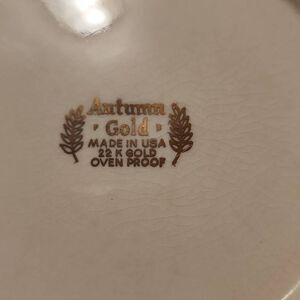 Autumn
Gold
MADE IN USA
22 K GOLD
OVEN PROOF